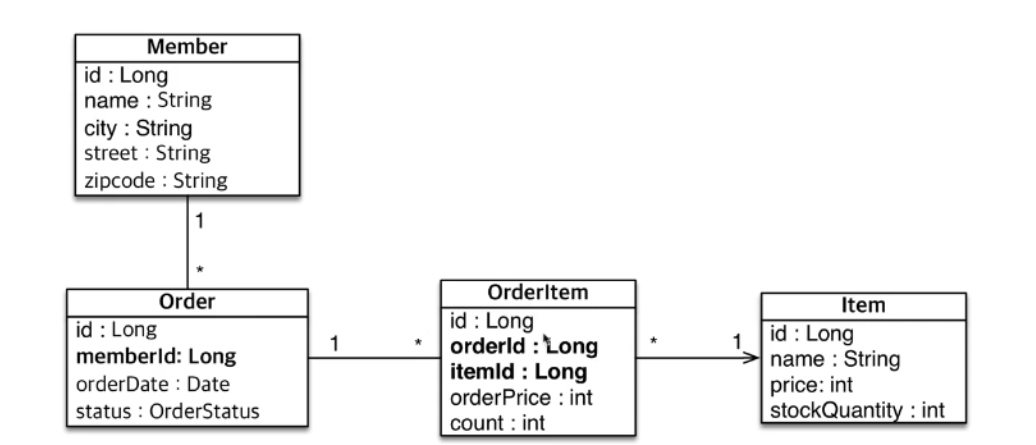 Member
id : Long
name : String
city : String
street : String
zipcode : String
1
*
Order
id : Long
memberId: Long
orderDate : Date
status : OrderStatus
1
*
OrderItem
id : Long
orderId : Long
itemId : Long
orderPrice : int
count : int
*
1
Item
id : Long
name : String
price: int
stockQuantity : int